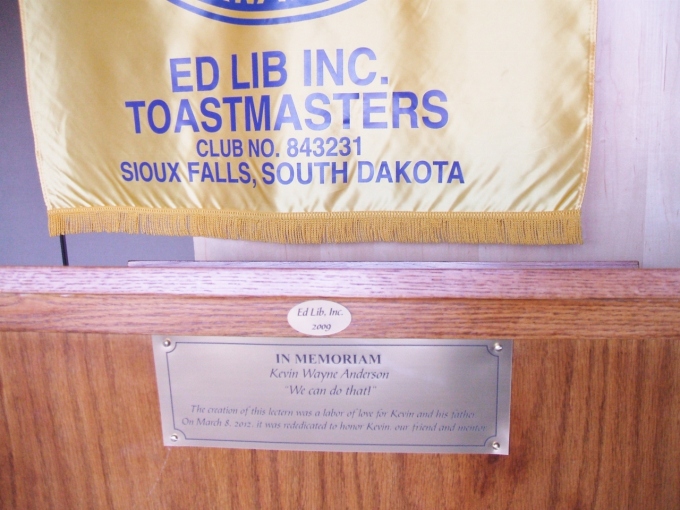 ED LIB INC.
TOASTMASTERS
CLUB NO. 843231
SIOUX FALLS, SOUTH DAKOTA
Ed Lib, Inc.
2009
IN MEMORIAM
Kevin Wayne Anderson
"We can do that!"
The creation of this lectern was a labor of love for Kevin and his father.
On March 8, 2012, it was rededicated to honor Kevin, our friend and mentor.